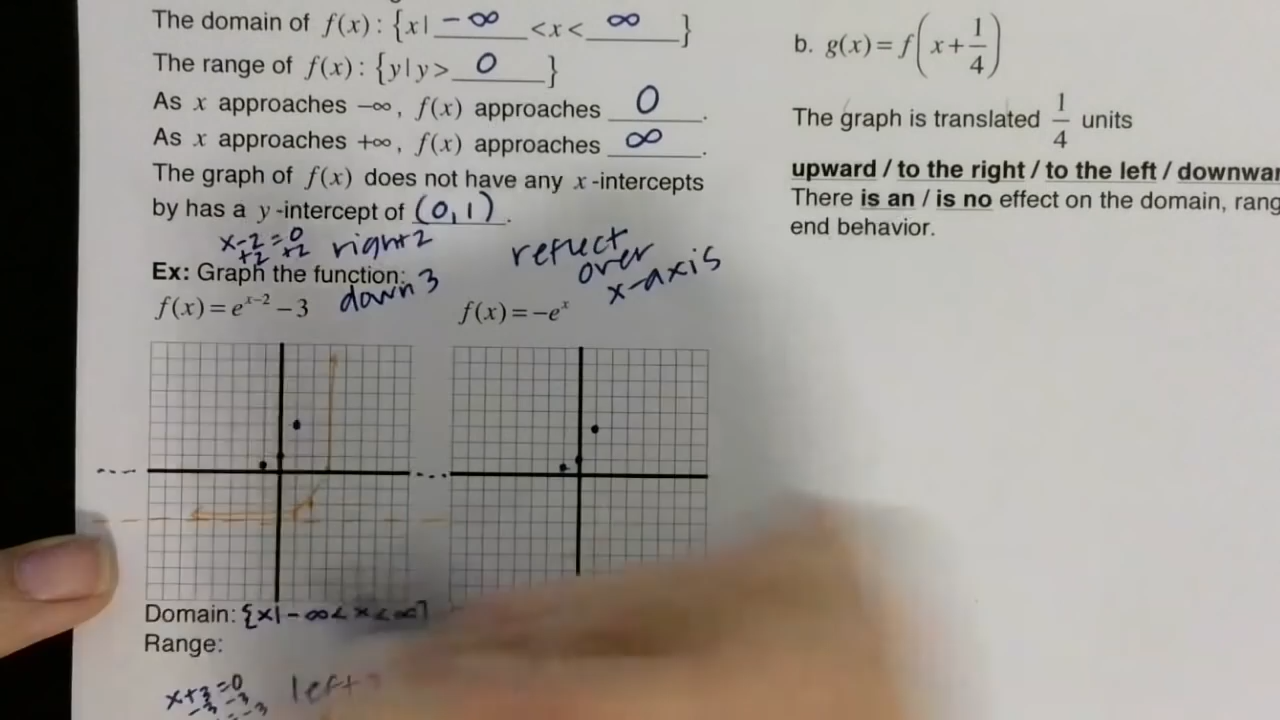 The domain of f(x): {x| -∞ <x< ∞ }
The range of f(x): {y|y> 0 }
As x approaches -∞, f(x) approaches 0.
As x approaches +∞, f(x) approaches ∞.
The graph of f(x) does not have any x-intercepts
by has a y-intercept of (0,1).
x-2=0
+2 +2
right 2
reflect
over
x-axis
Ex: Graph the function:
down 3
f(x)=e^{x-2}-3
f(x)=-e^x
Domain: {x|-∞<x<∞}
Range:
x+3=0
-3 -3
left
b. g(x)=f(x+1/4)
The graph is translated 1/4 units
upward / to the right / to the left /
There is an / is no effect on the domain,
end behavior.